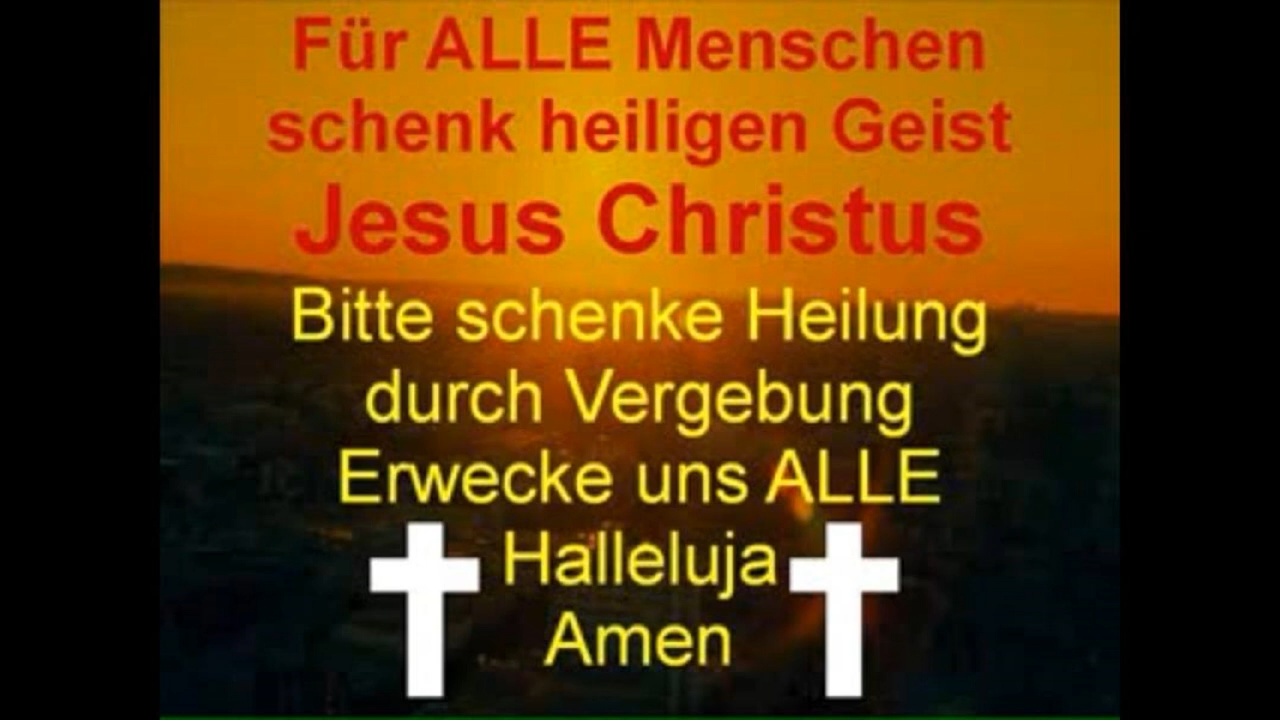 Für ALLE Menschen
schenk heiligen Geist
Jesus Christus
Bitte schenke Heilung
durch Vergebung
Erwecke uns ALLE
Halleluja
Amen